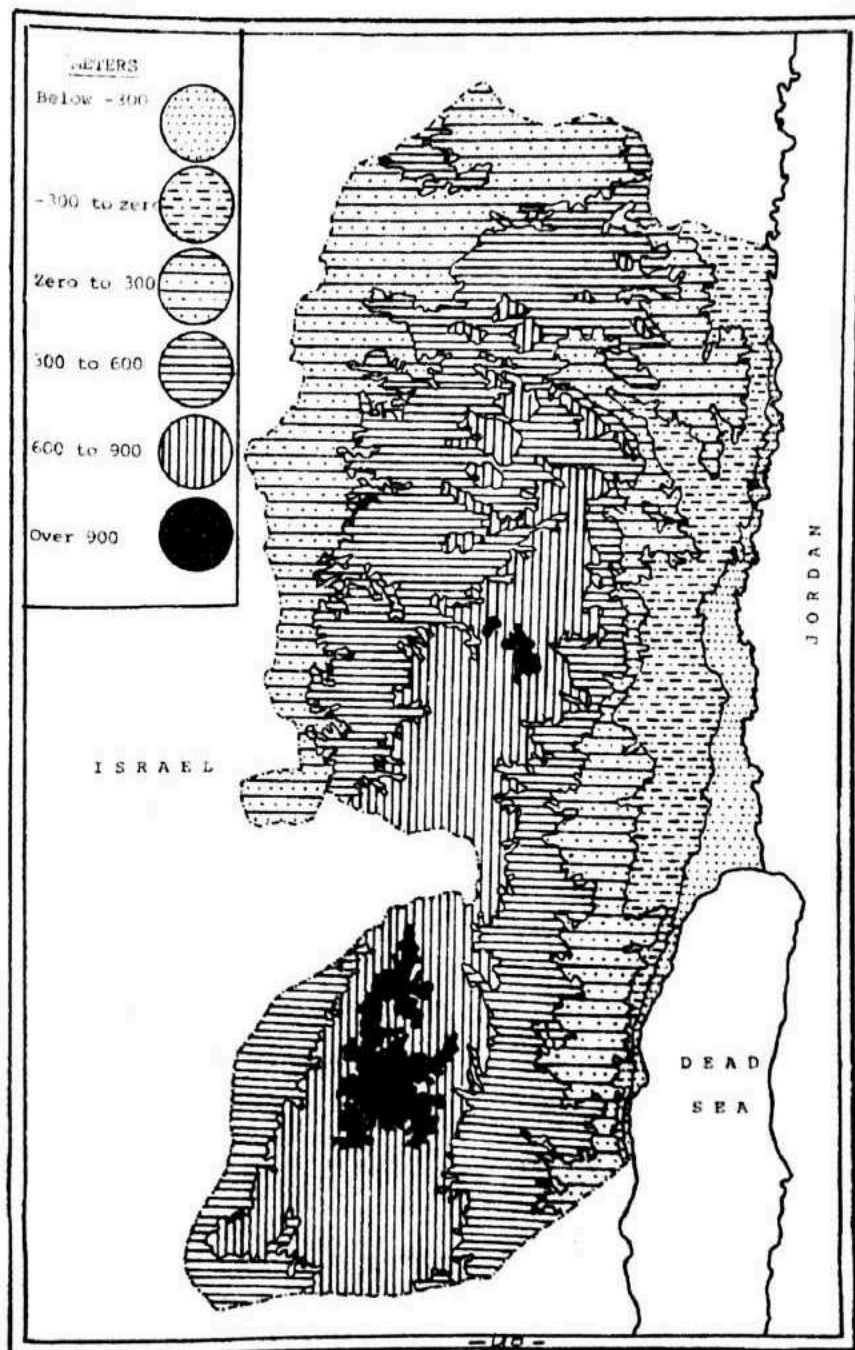 METERS
Below -300
-300 to zero
Zero to 300
300 to 600
600 to 900
Over 900
JORDAN
ISRAEL
DEAD
SEA